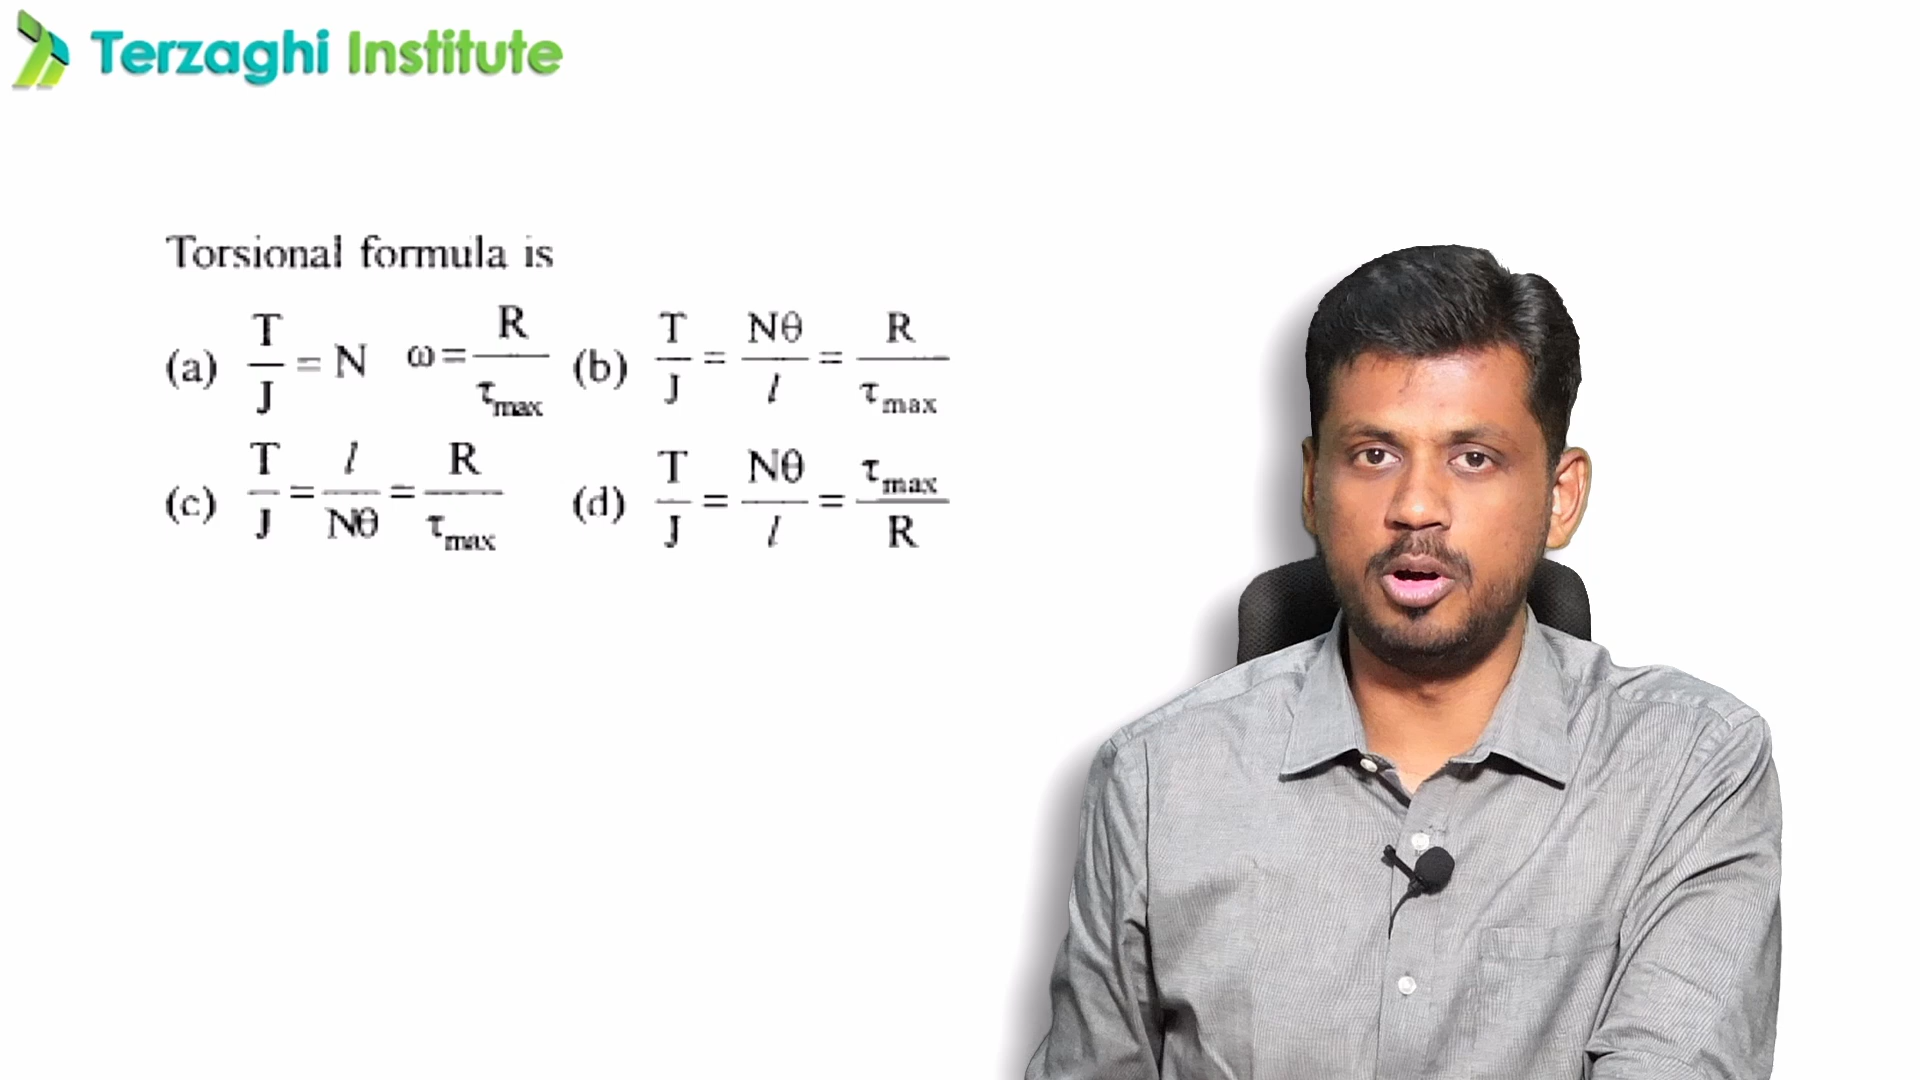 Terzaghi Institute
Torsional formula is
(a) T/J = N ω = R/τmax (b) T/J = Nθ/l = R/τmax
(c) T/J = l/Nθ = R/τmax (d) T/J = Nθ/l = τmax/R